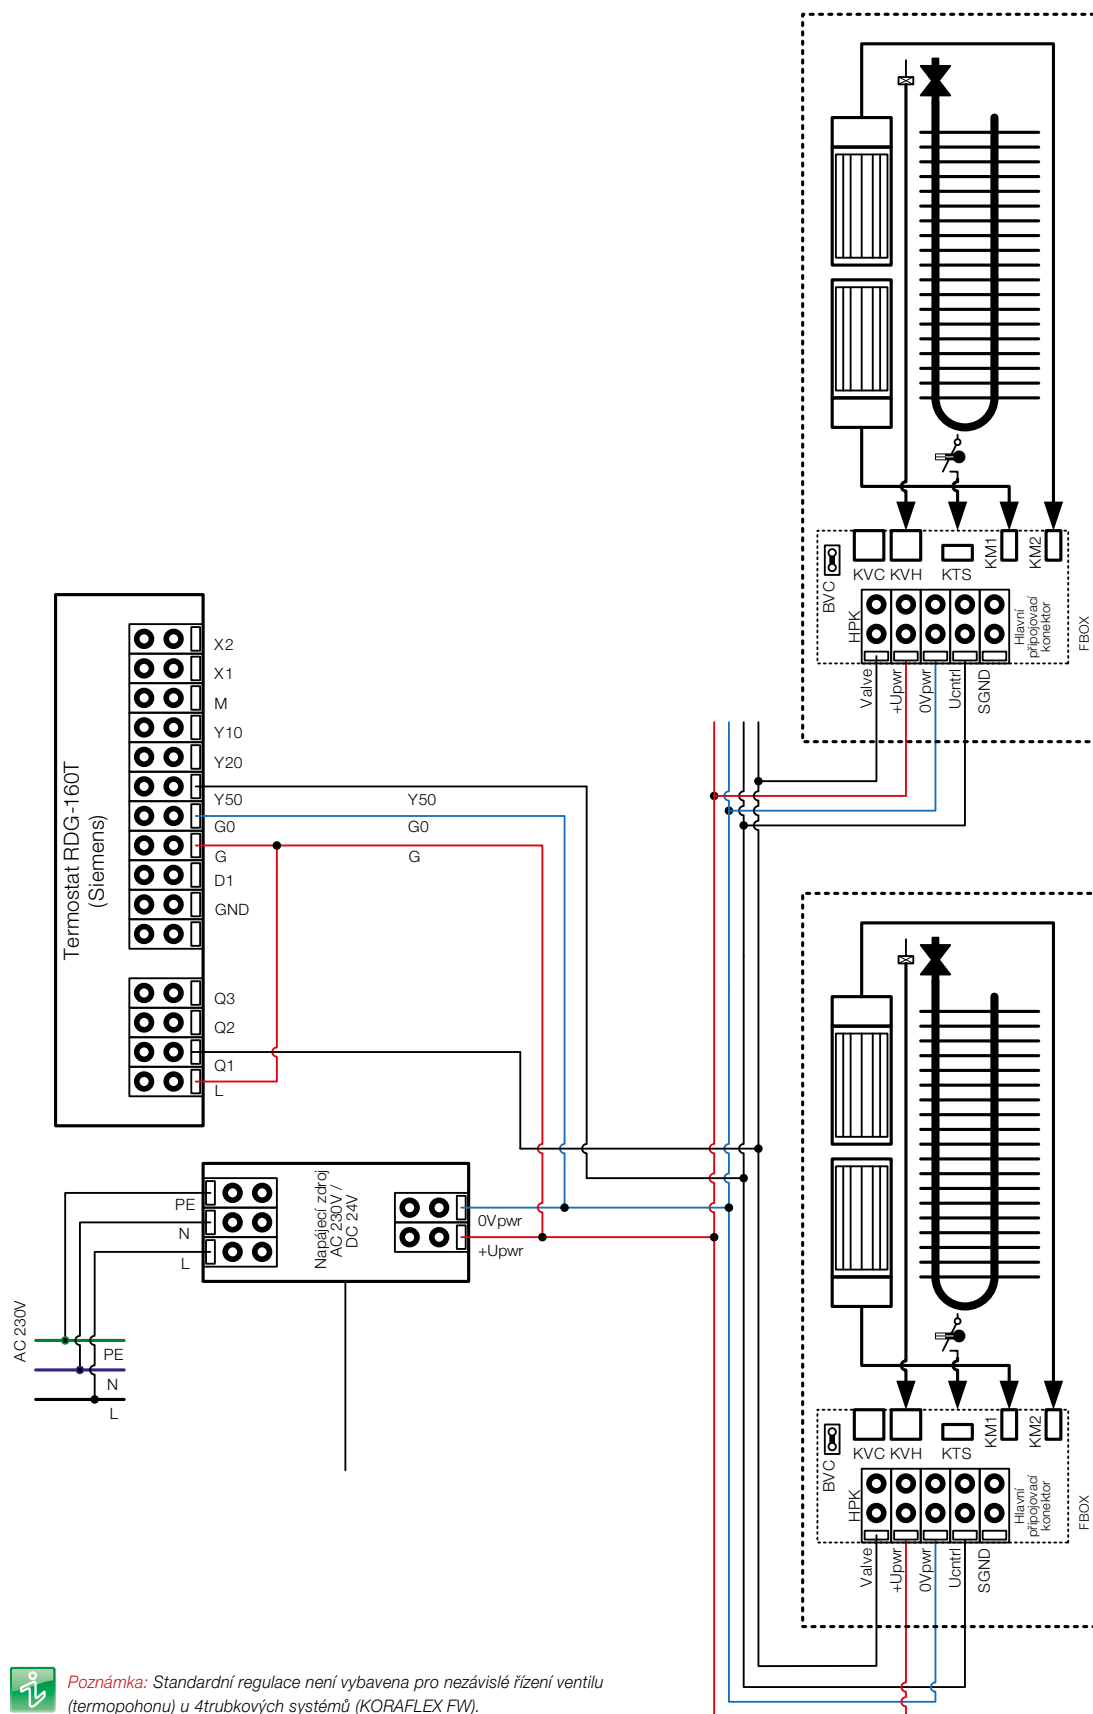 BVC
KVC
KVH
KTS
KM1
KM2
HPK
Hlavní
připojovací
konektor
FBOX
Valve
+Upwr
0Vpwr
Ucntrl
SGND
Termostat RDG-160T
(Siemens)
X2
X1
M
Y10
Y20
Y50
G0
G
D1
GND
Q3
Q2
Q1
L
Y50
G0
G
PE
N
L
Napájecí zdroj
AC 230V /
DC 24V
0Vpwr
+Upwr
AC 230V
PE
N
L
BVC
KVC
KVH
KTS
KM1
KM2
HPK
Hlavní
připojovací
konektor
FBOX
Valve
+Upwr
0Vpwr
Ucntrl
SGND
Poznámka: Standardní regulace není vybavena pro nezávislé řízení ventilu
(termopohonu) u 4trubkových systémů (KORAFLEX FW).